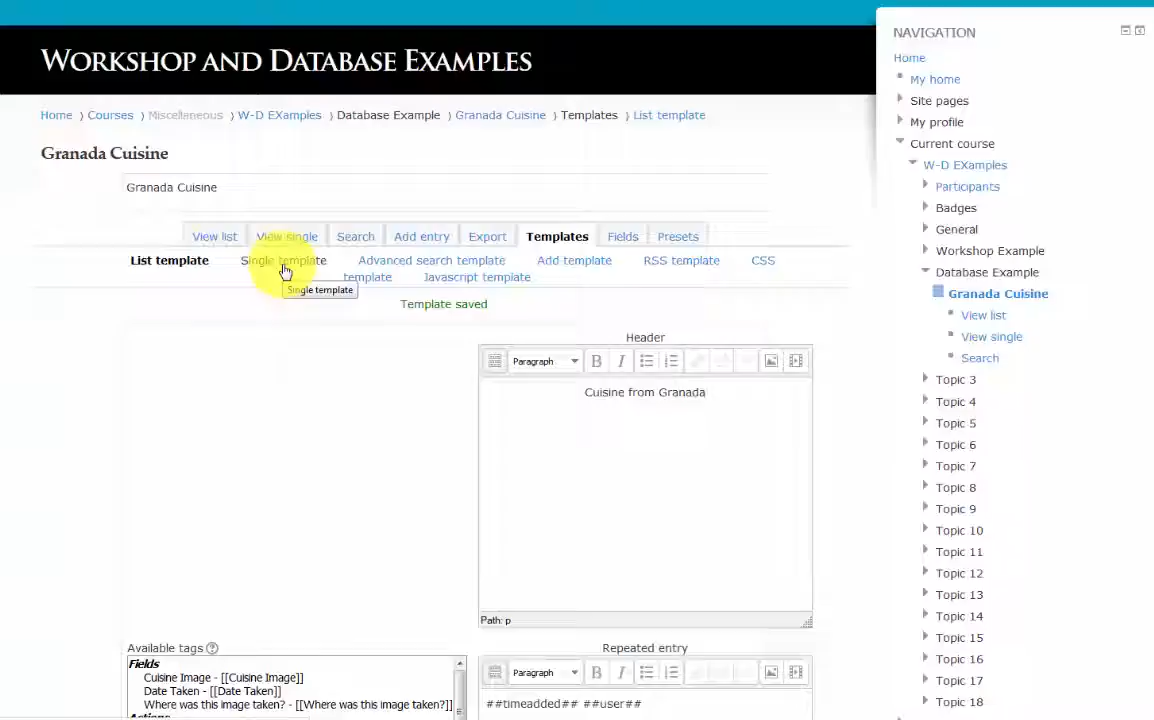 NAVIGATION
WORKSHOP AND DATABASE EXAMPLES
Home
My home
Site pages
Home ) Courses ) Miscellaneous ) W-D EXamples ) Database Example ) Granada Cuisine ) Templates ) List template
My profile
Current course
Granada Cuisine
W-D EXamples
Granada Cuisine
Participants
Badges
General
View list View single Search Add entry Export Templates Fields Presets
Workshop Example
List template Single template Advanced search template Add template RSS template CSS
template Javascript template
Database Example
Single template
Granada Cuisine
Template saved
View list
View single
Header
Search
Paragraph B I
Topic 3
Cuisine from Granada
Topic 4
Topic 5
Topic 6
Topic 7
Topic 8
Topic 9
Topic 10
Topic 11
Topic 12
Topic 13
Path: p
Topic 14
Available tags
Repeated entry
Topic 15
Fields
Topic 16
Cuisine Image - [[Cuisine Image]]
Paragraph B I
Date Taken - [[Date Taken]]
Topic 17
Where was this image taken? - [[Where was this image taken?]]
##timeadded## ##user##
Topic 18